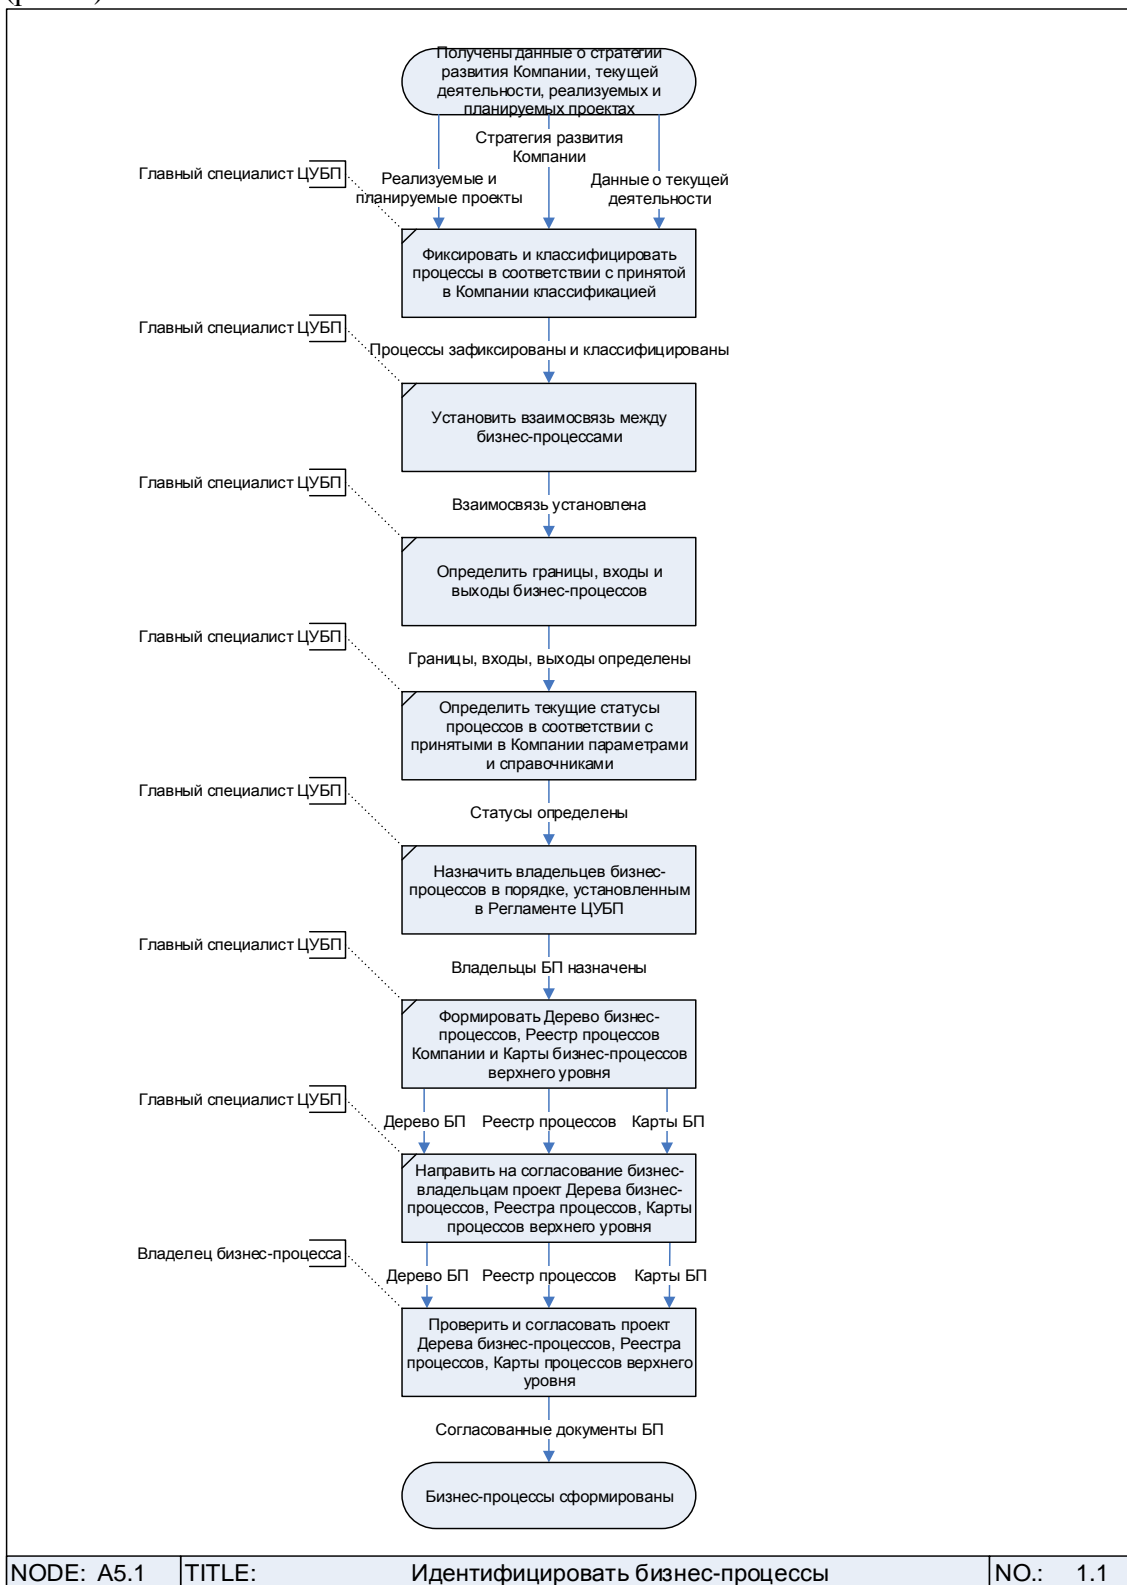 Получены данные о стратегии
развития Компании, текущей
деятельности, реализуемых и
планируемых проектах
Стратегия развития
Компании
Главный специалист ЦУБП
Реализуемые и
планируемые проекты
Данные о текущей
деятельности
Фиксировать и классифицировать
процессы в соответствии с принятой
в Компании классификацией
Главный специалист ЦУБП
Процессы зафиксированы и классифицированы
Установить взаимосвязь между
бизнес-процессами
Главный специалист ЦУБП
Взаимосвязь установлена
Определить границы, входы и
выходы бизнес-процессов
Главный специалист ЦУБП
Границы, входы, выходы определены
Определить текущие статусы
процессов в соответствии с
принятыми в Компании параметрами
и справочниками
Главный специалист ЦУБП
Статусы определены
Назначить владельцев бизнес-
процессов в порядке, установленным
в Регламенте ЦУБП
Главный специалист ЦУБП
Владельцы БП назначены
Формировать Дерево бизнес-
процессов, Реестр процессов
Компании и Карты бизнес-процессов
верхнего уровня
Главный специалист ЦУБП
Дерево БП Реестр процессов Карты БП
Направить на согласование бизнес-
владельцам проект Дерева бизнес-
процессов, Реестра процессов, Карты
процессов верхнего уровня
Владелец бизнес-процесса
Дерево БП Реестр процессов Карты БП
Проверить и согласовать проект
Дерева бизнес-процессов, Реестра
процессов, Карты процессов верхнего
уровня
Согласованные документы БП
Бизнес-процессы сформированы
NODE: A5.1 TITLE: Идентифицировать бизнес-процессы NO.: 1.1